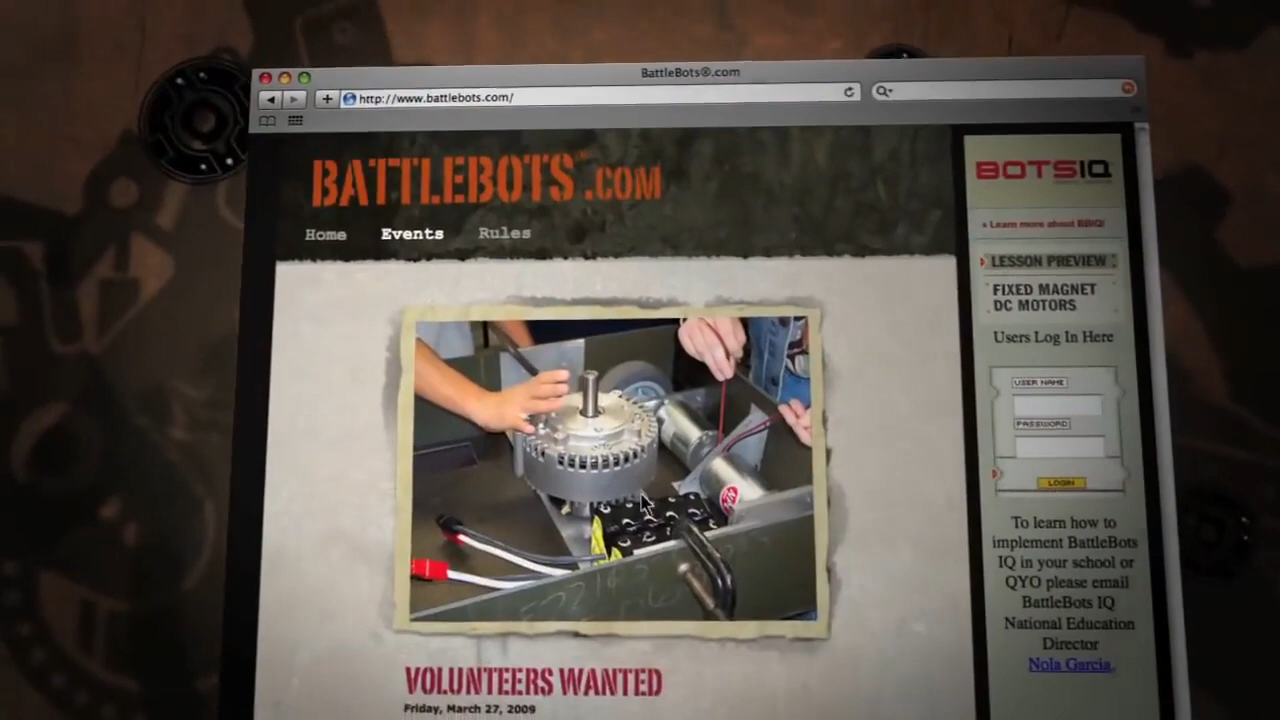 BattleBots®.com
http://www.battlebots.com/
BATTLEBOTS™.COM
Home Events Rules
VOLUNTEERS WANTED
Friday, March 27, 2009
BOTSIQ
Learn more about BBIQ!
LESSON PREVIEW
FIXED MAGNET
DC MOTORS
Users Log In Here
USER NAME
PASSWORD
LOGIN
To learn how to
implement BattleBots
IQ in your school or
QYO please email
BattleBots IQ
National Education
Director
Nola Garcia.